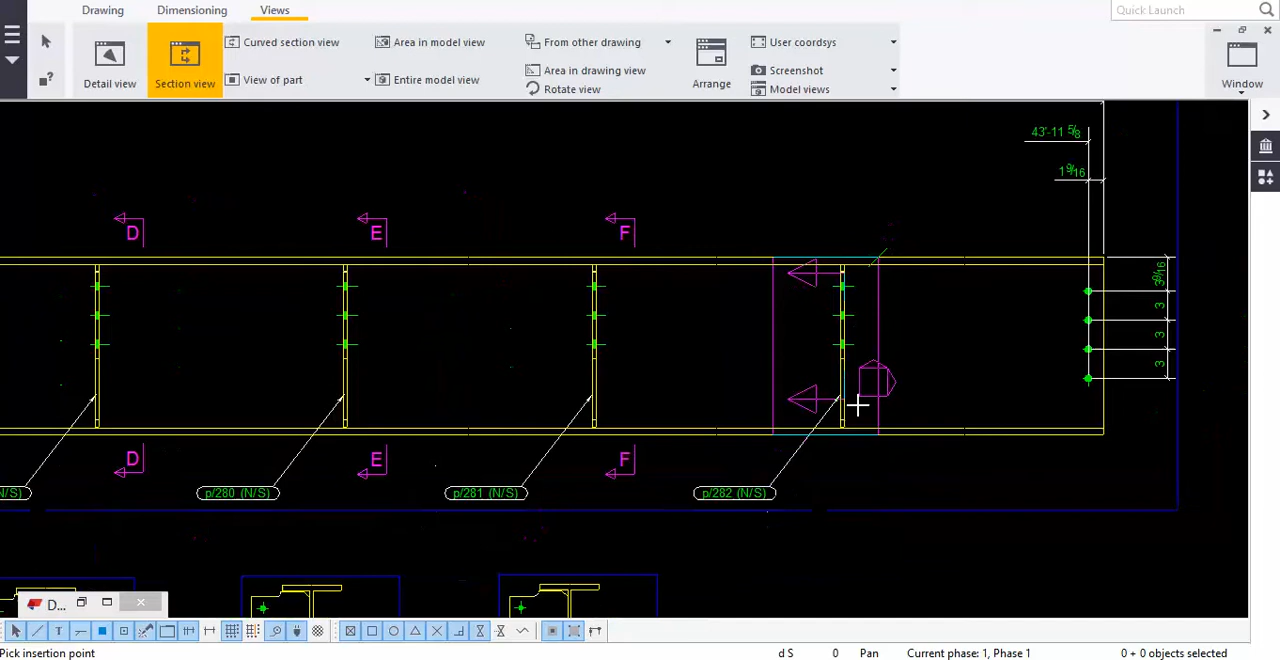 Drawing Dimensioning Views Quick Launch
Detail view
Section view
Curved section view
View of part
Area in model view
Entire model view
From other drawing
Area in drawing view
Rotate view
Arrange
User coordsys
Screenshot
Model views
Window
43'-11 5/8
1 9/16
D E F
3 9/16
3
3
3
D E F
N/S) p/280 (N/S) p/281 (N/S) p/282 (N/S)
D...
Pick insertion point d S 0 Pan Current phase: 1, Phase 1 0 + 0 objects selected